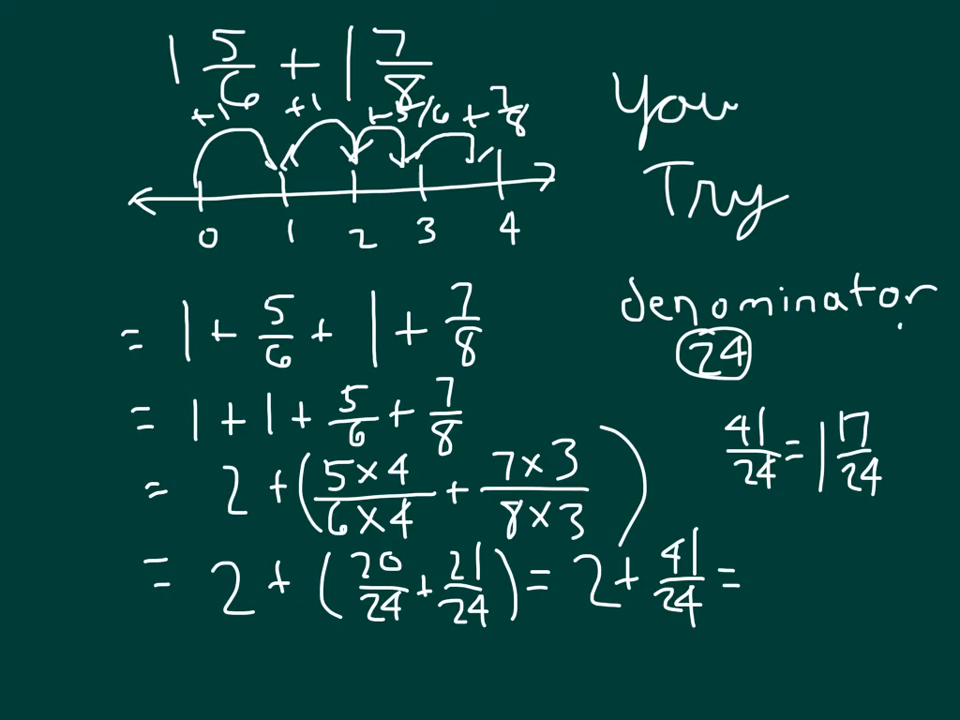 1 5/6 + 1 7/8
+1 +1 +5/6 +7/8
0 1 2 3 4
= 1 + 5/6 + 1 + 7/8
= 1 + 1 + 5/6 + 7/8
= 2 + (5×4/6×4 + 7×3/8×3)
= 2 + (20/24 + 21/24) = 2 + 41/24 =
You
Try
denominator
24
41/24 = 1 17/24